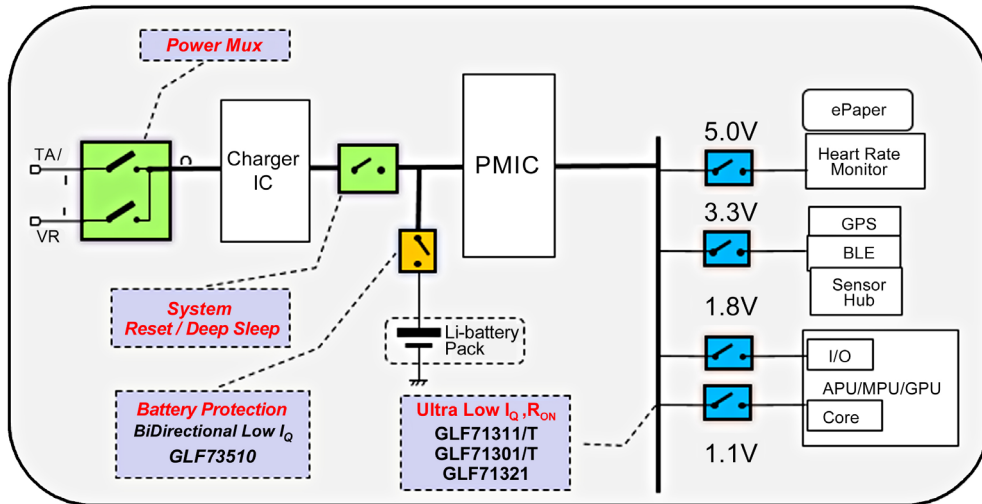 Power Mux
TA/
VR
Charger
IC
PMIC
System
Reset / Deep Sleep
Li-battery
Pack
Battery Protection
BiDirectional Low IQ
GLF73510
Ultra Low IQ ,RON
GLF71311/T
GLF71301/T
GLF71321
5.0V
ePaper
Heart Rate
Monitor
3.3V
GPS
BLE
Sensor
Hub
1.8V
I/O
APU/MPU/GPU
Core
1.1V